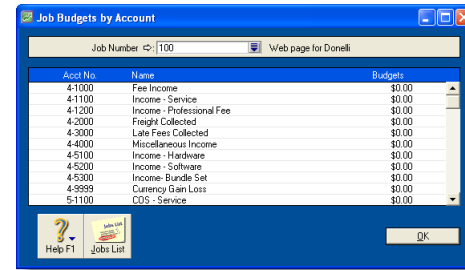 Job Budgets by Account
Job Number 100 Web page for Donelli
Acct No. Name Budgets
4-1000 Fee Income $0.00
4-1100 Income - Service $0.00
4-1200 Income - Professional Fee $0.00
4-2000 Freight Collected $0.00
4-3000 Late Fees Collected $0.00
4-4000 Miscellaneous Income $0.00
4-5100 Income - Hardware $0.00
4-5200 Income - Software $0.00
4-5300 Income- Bundle Set $0.00
4-9999 Currency Gain Loss $0.00
5-1100 COS - Service $0.00
Jobs List
OK
Help F1 Jobs List